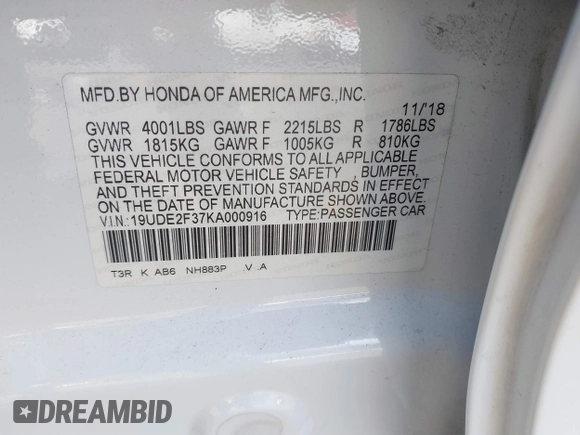 MFD.BY HONDA OF AMERICA MFG.,INC.
11/'18
GVWR 4001LBS GAWR F 2215LBS R 1786LBS
GVWR 1815KG GAWR F 1005KG R 810KG
THIS VEHICLE CONFORMS TO ALL APPLICABLE
FEDERAL MOTOR VEHICLE SAFETY , BUMPER,
AND THEFT PREVENTION STANDARDS IN EFFECT
ON THE DATE OF MANUFACTURE SHOWN ABOVE.
V.I.N.: 19UDE2F37KA000916 TYPE:PASSENGER CAR
T3R K AB6 NH883P .V .A
DREAMBID